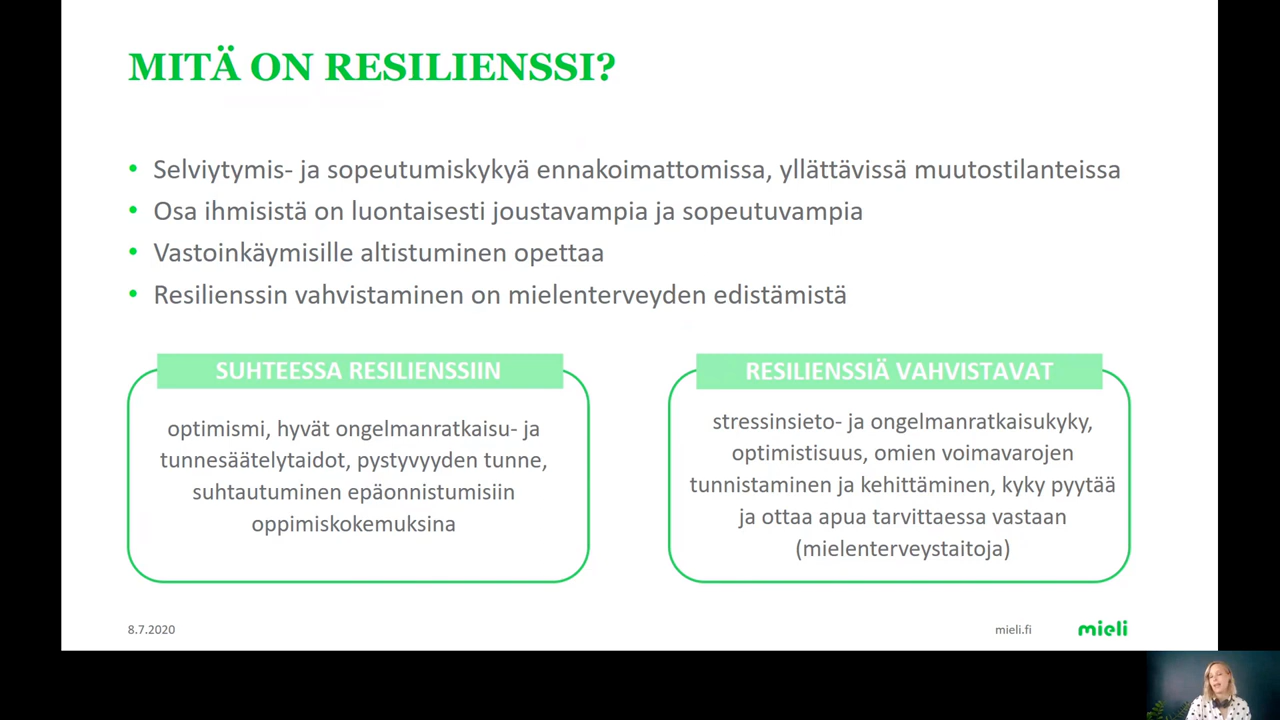 MITÄ ON RESILIENSSI?
• Selviytymis- ja sopeutumiskykyä ennakoimattomissa, yllättävissä muutostilanteissa
• Osa ihmisistä on luontaisesti joustavampia ja sopeutuvampia
• Vastoinkäymisille altistuminen opettaa
• Resilienssin vahvistaminen on mielenterveyden edistämistä
SUHTEESSA RESILIENSSIIN
optimismi, hyvät ongelmanratkaisu- ja
tunnesäätelytaidot, pystyvyyden tunne,
suhtautuminen epäonnistumisiin
oppimiskokemuksina
RESILIENSSIÄ VAHVISTAVAT
stressinsieto- ja ongelmanratkaisukyky,
optimistisuus, omien voimavarojen
tunnistaminen ja kehittäminen, kyky pyytää
ja ottaa apua tarvittaessa vastaan
(mielenterveystaitoja)
8.7.2020
mieli.fi
mieli